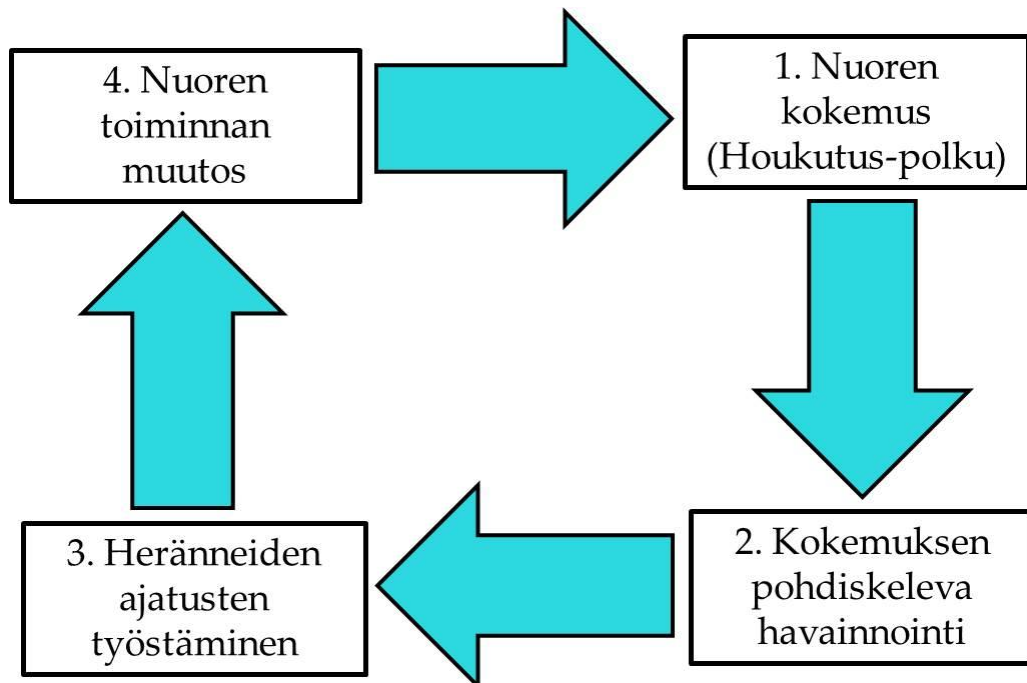 4. Nuoren
toiminnan
muutos
1. Nuoren
kokemus
(Houkutus-polku)
3. Heränneiden
ajatusten
työstäminen
2. Kokemuksen
pohdiskeleva
havainnointi